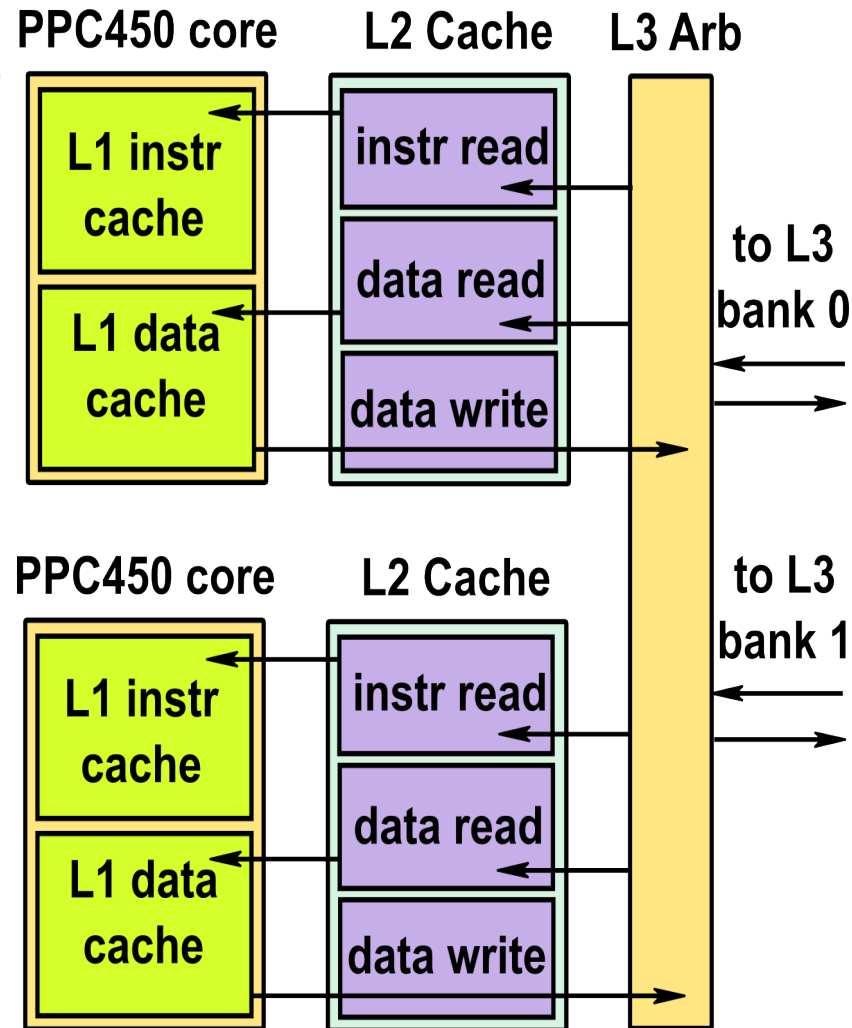 PPC450 core
L2 Cache
L3 Arb
L1 instr
cache
instr read
data read
data write
L1 data
cache
to L3
bank 0
PPC450 core
L2 Cache
to L3
bank 1
L1 instr
cache
instr read
data read
data write
L1 data
cache